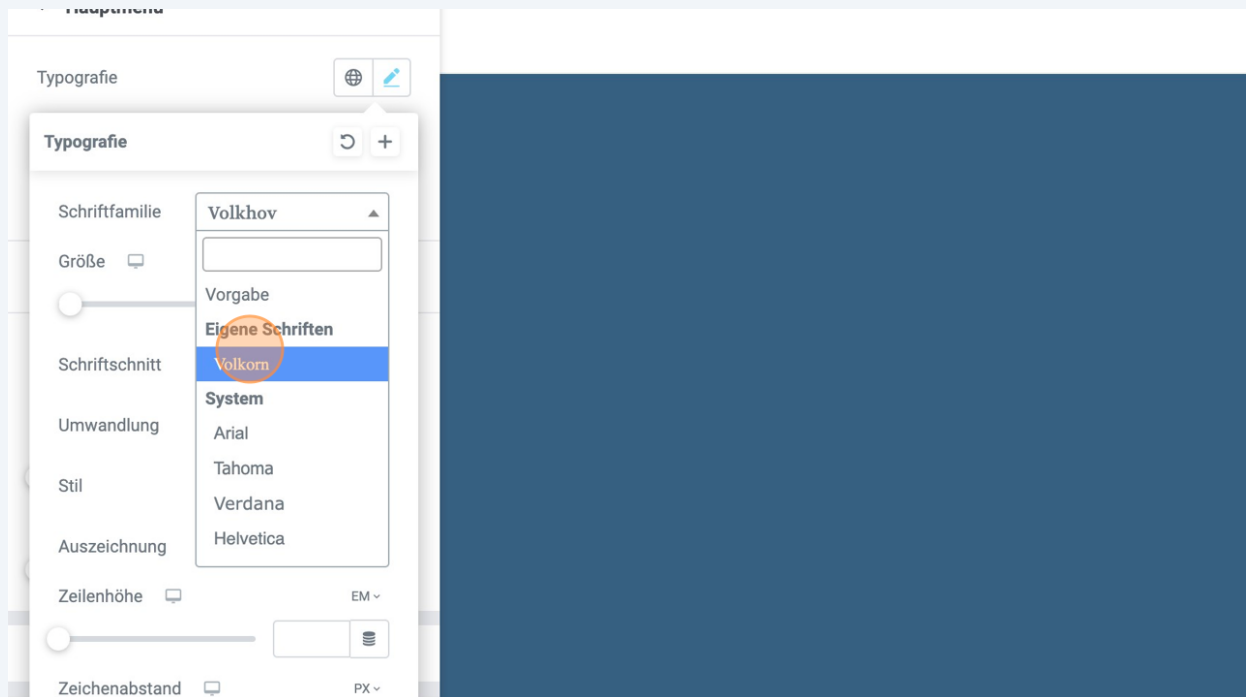 Hauptmenü
Typografie
Typografie
Schriftfamilie
Volkhov
Größe
Vorgabe
Eigene Schriften
Schriftschnitt
Volkorn
System
Umwandlung
Arial
Tahoma
Stil
Verdana
Helvetica
Auszeichnung
Zeilenhöhe EM
Zeichenabstand PX